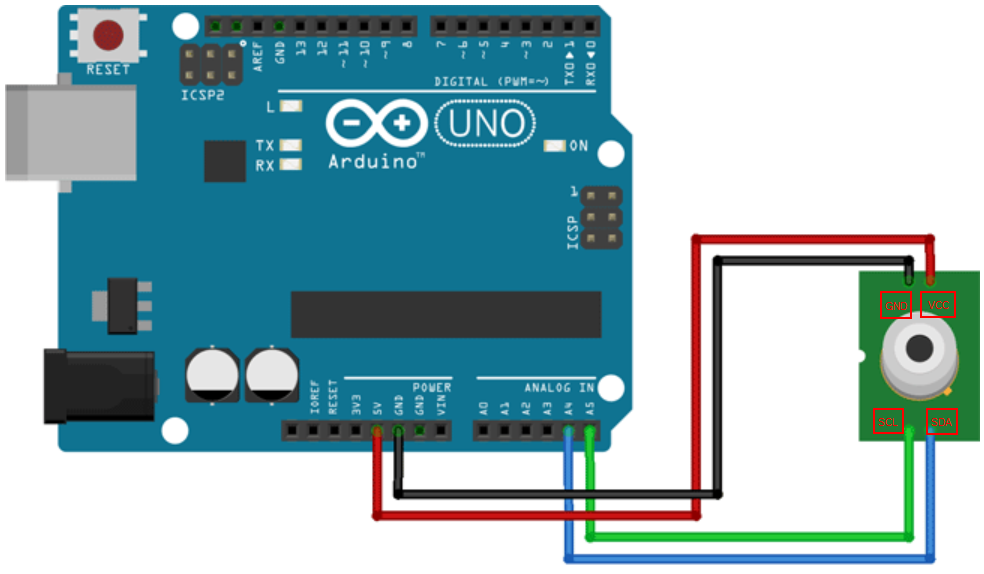 RESET
ICSP2
AREF
GND
13
12
~11
~10
~9
8
7
~6
~5
4
~3
2
TX0▶1
RX0◀0
DIGITAL (PWM=~)
L
TX
RX
UNO
Arduino™
ON
1
ICSP
GND
VCC
SCL
SDA
POWER
ANALOG IN
IOREF
RESET
3V3
5V
GND
GND
VIN
A0
A1
A2
A3
A4
A5